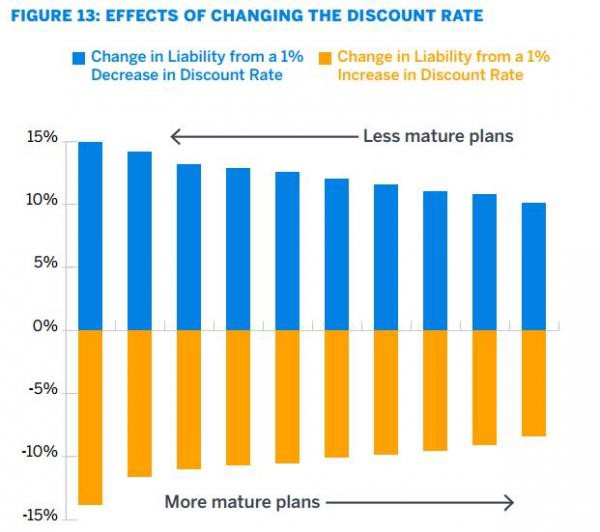 FIGURE 13: EFFECTS OF CHANGING THE DISCOUNT RATE
Change in Liability from a 1%
Decrease in Discount Rate
Change in Liability from a 1%
Increase in Discount Rate
15%
Less mature plans
10%
5%
0%
-5%
-10%
More mature plans
-15%